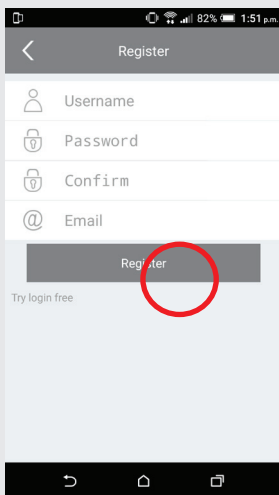 82% 1:51 p.m.
Register
Username
Password
Confirm
@ Email
Register
Try login free